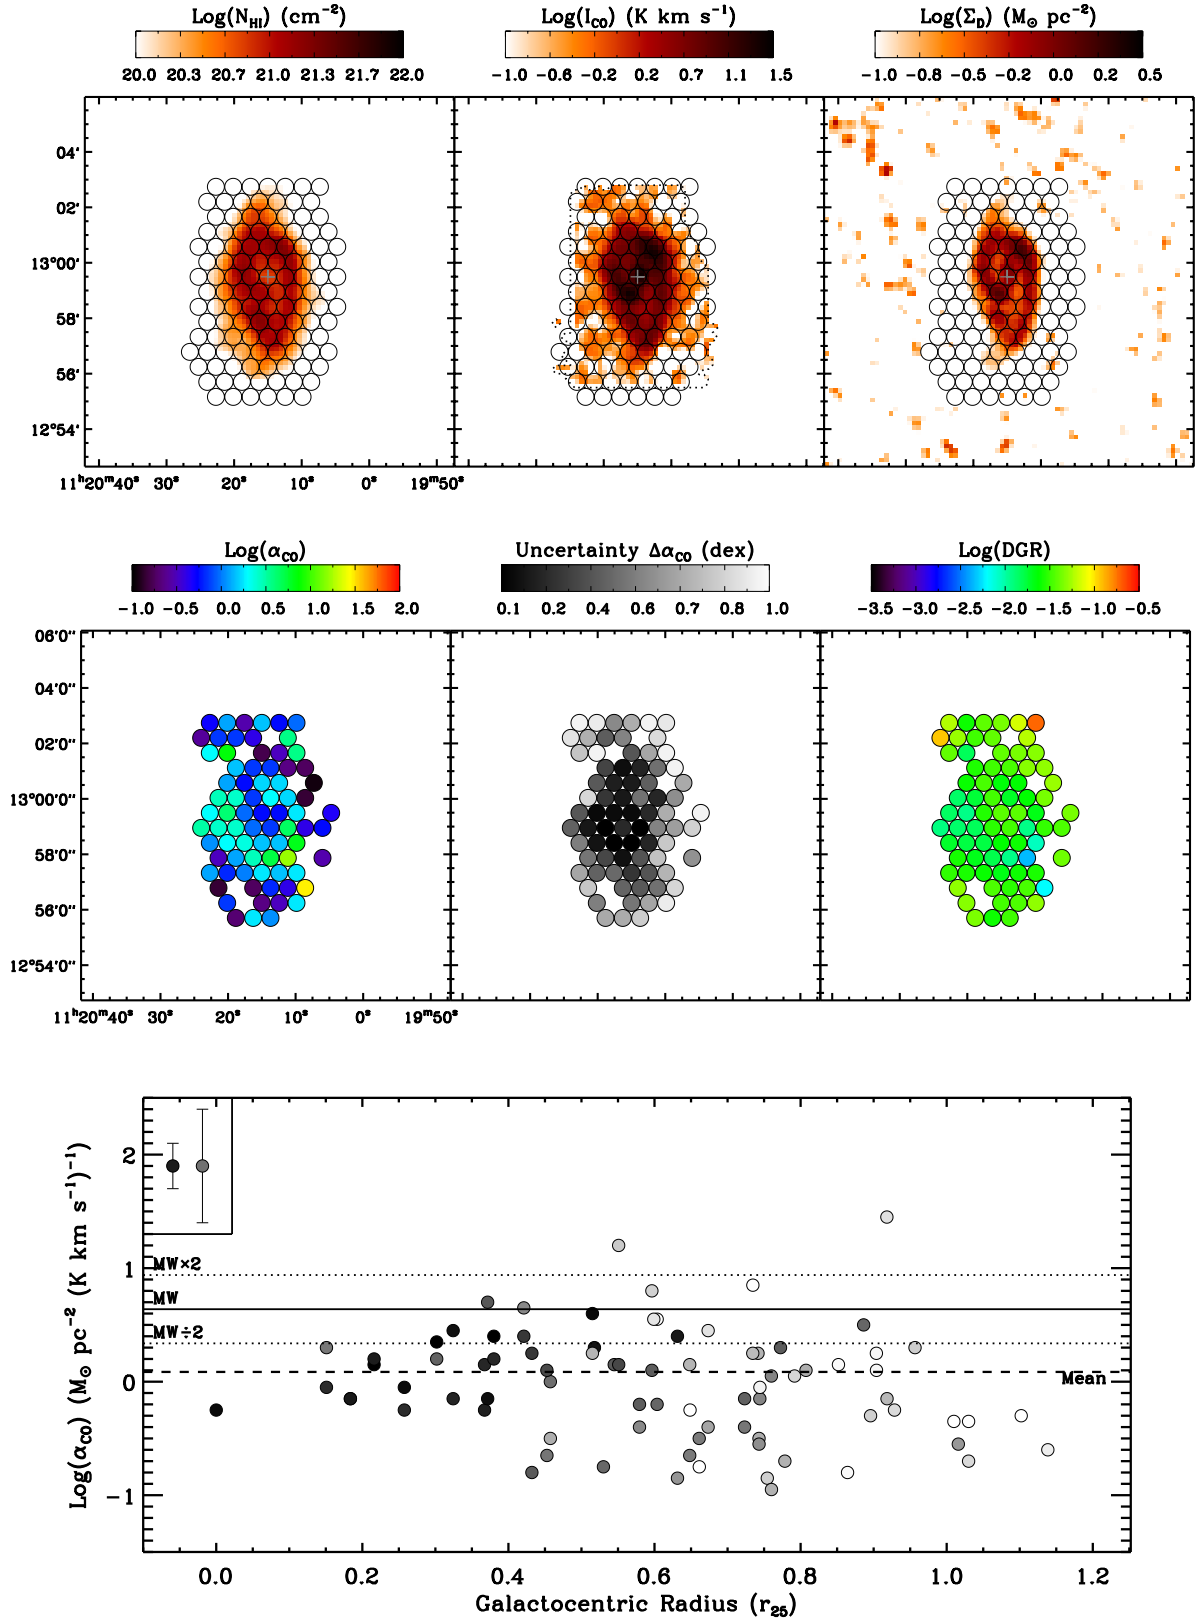 Log(N_HI) (cm⁻²) Log(I_CO) (K km s⁻¹) Log(Σ_D) (M⊙ pc⁻²)
20.0 20.3 20.7 21.0 21.3 21.7 22.0 −1.0 −0.6 −0.2 0.2 0.7 1.1 1.5 −1.0 −0.8 −0.5 −0.2 0.0 0.2 0.5
04'
02'
13°00'
58'
56'
12°54'
11ʰ20ᵐ40ˢ 30ˢ 20ˢ 10ˢ 0ˢ 19ᵐ50ˢ
Log(α_CO) Uncertainty Δα_CO (dex) Log(DGR)
−1.0 −0.5 0.0 0.5 1.0 1.5 2.0 0.1 0.2 0.4 0.6 0.7 0.8 1.0 −3.5 −3.0 −2.5 −2.0 −1.5 −1.0 −0.5
06'0"
04'0"
02'0"
13°00'0"
58'0"
56'0"
12°54'0"
11ʰ20ᵐ40ˢ 30ˢ 20ˢ 10ˢ 0ˢ 19ᵐ50ˢ
Log(α_CO) (M⊙ pc⁻² (K km s⁻¹)⁻¹)
2
1
0
−1
MW×2
MW
MW÷2
Mean
0.0 0.2 0.4 0.6 0.8 1.0 1.2
Galactocentric Radius (r₂₅)